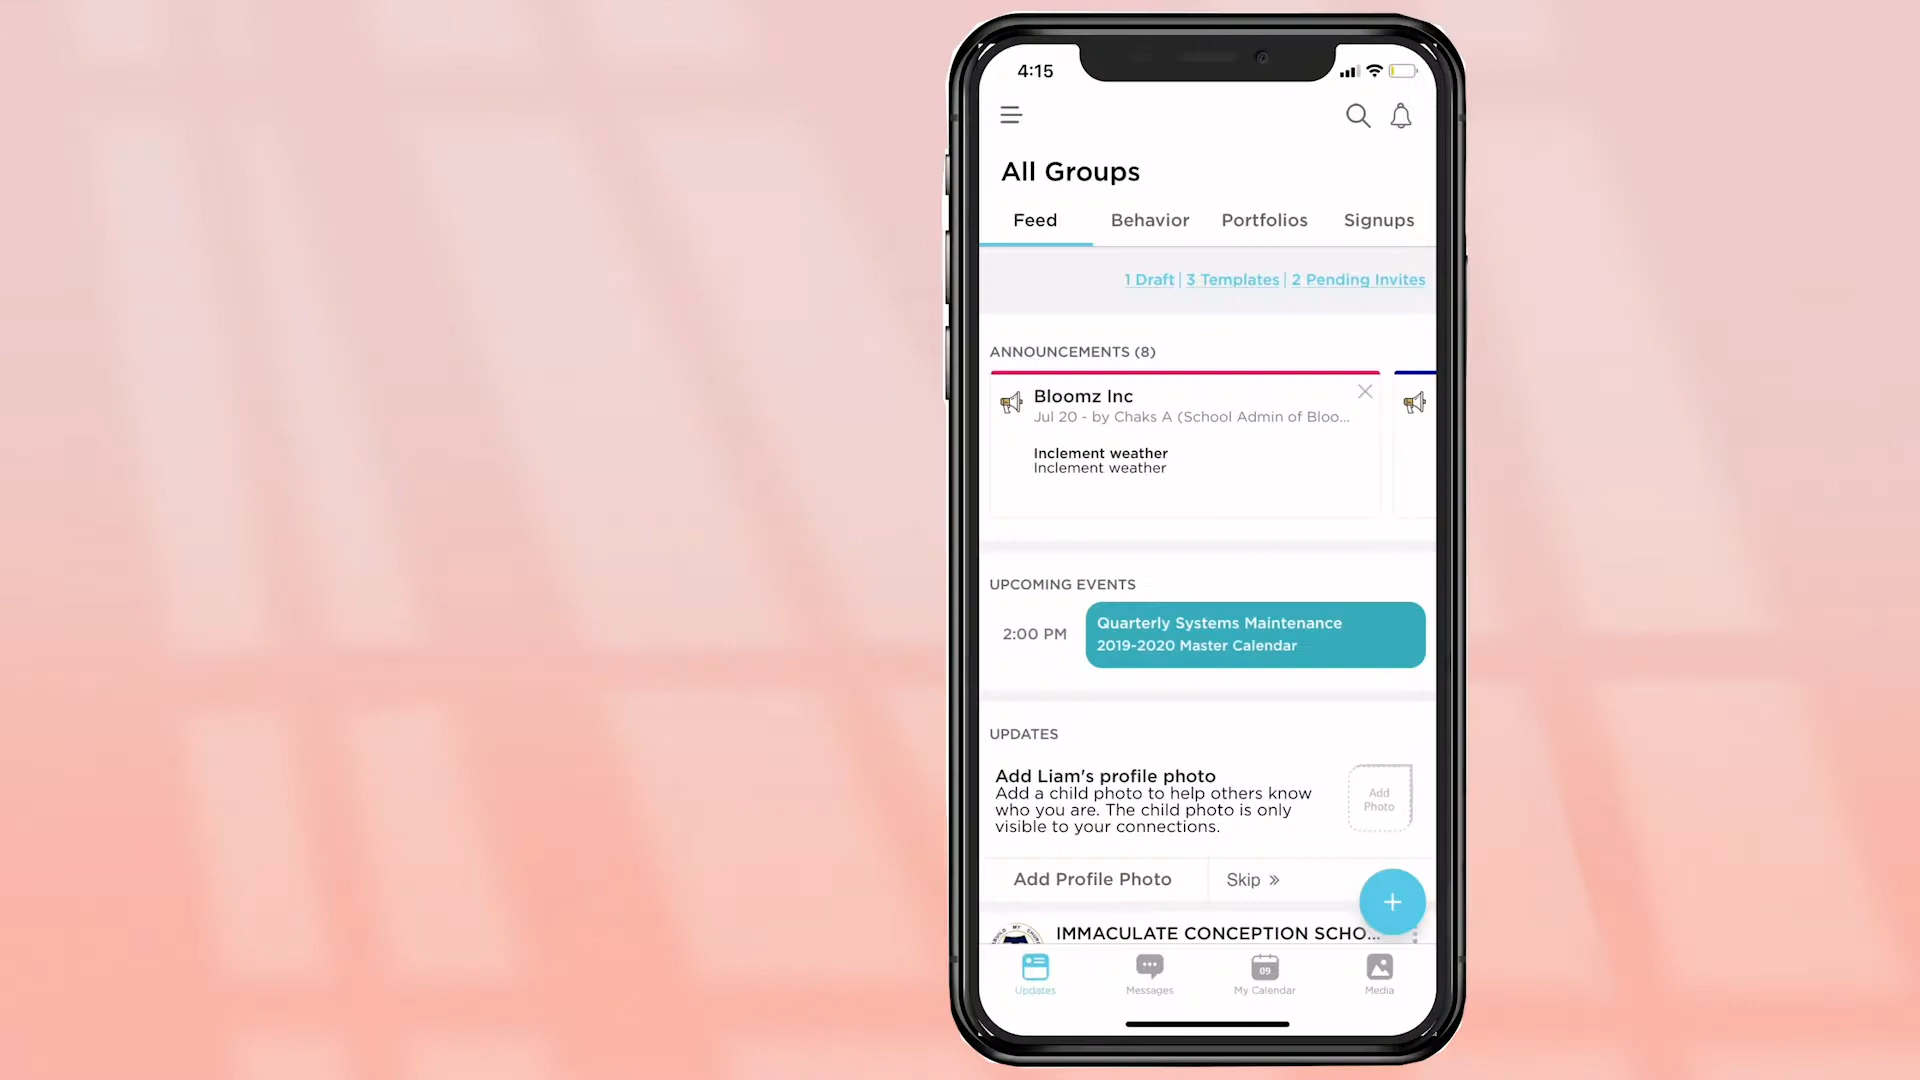 4:15
All Groups
Feed Behavior Portfolios Signups
1 Draft | 3 Templates | 2 Pending Invites
ANNOUNCEMENTS (8)
Bloomz Inc
Jul 20 - by Chaks A (School Admin of Bloo...
Inclement weather
Inclement weather
UPCOMING EVENTS
2:00 PM
Quarterly Systems Maintenance
2019-2020 Master Calendar
UPDATES
Add Liam's profile photo
Add a child photo to help others know
who you are. The child photo is only
visible to your connections.
Add
Photo
Add Profile Photo
Skip »
IMMACULATE CONCEPTION SCHO...
09
Updates Messages My Calendar Media